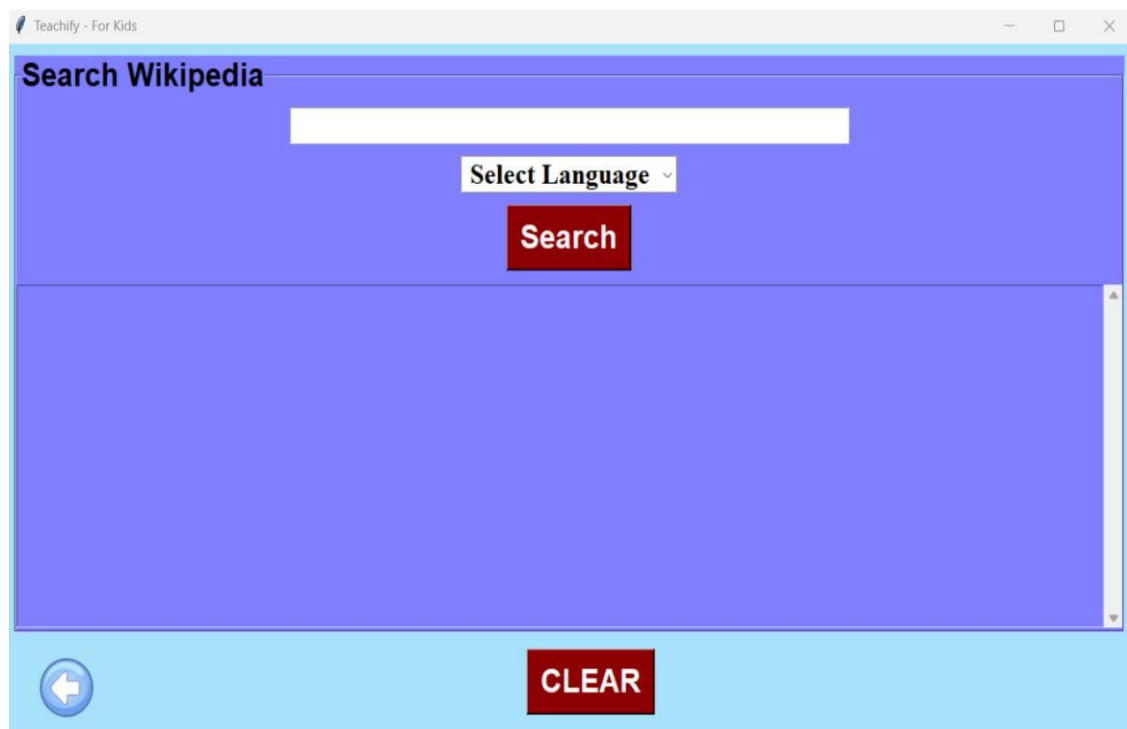 Teachify - For Kids
Search Wikipedia
Select Language
Search
CLEAR